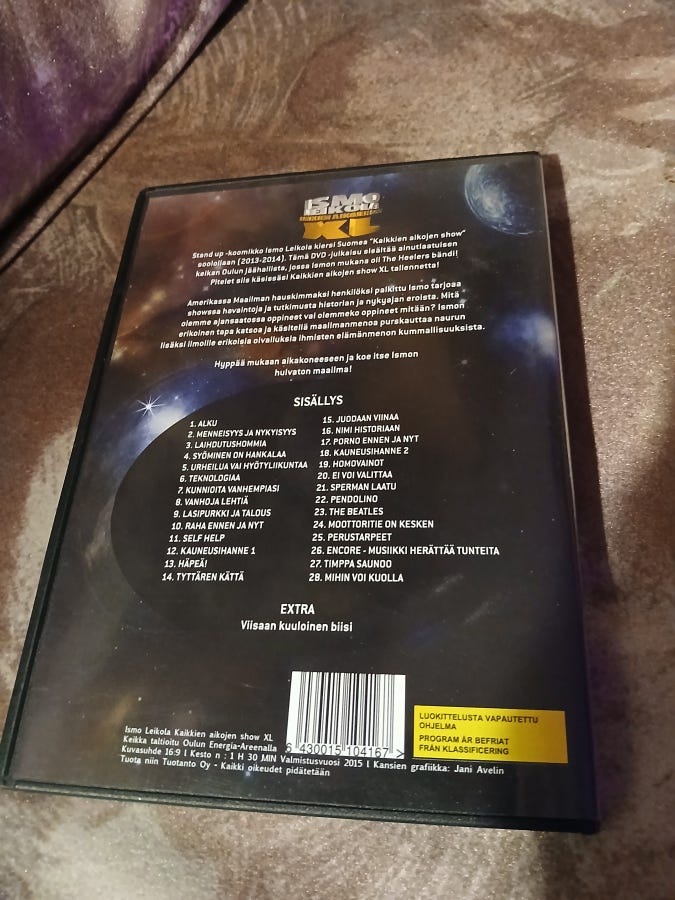 ISMO
LEIKOLA
KAIKKIEN AIKOJEN SHOW
XL
Stand up -koomikko Ismo Leikola kiersi Suomea "Kaikkien aikojen show"
soolollaan (2013-2014). Tämä DVD -julkaisu sisältää ainutlaatuisen
keikan Oulun jäähallista, jossa Ismon mukana oli The Heelers bändi!
Pitelet siis käsissäsi Kaikkien aikojen show XL tallennetta!
Amerikassa Maailman hauskimmaksi henkilöksi palkittu Ismo tarjoaa
showssa havaintoja ja tutkimusta historian ja nykyajan eroista. Mitä
olemme ajansaatossa oppineet vai olemmeko oppineet mitään? Ismon
erikoinen tapa katsoa ja käsitellä maailmanmenoa purskauttaa naurun
lisäksi ilmoille erikoisia oivalluksia ihmisten elämänmenon kummallisuuksista.
Hyppää mukaan aikakoneeseen ja koe itse Ismon
hulvaton maailma!
SISÄLLYS
1. ALKU
2. MENNEISYYS JA NYKYISYYS
3. LAIHDUTUSHOMMIA
4. SYÖMINEN ON HANKALAA
5. URHEILUA VAI HYÖTYLIIKUNTAA
6. TEKNOLOGIAA
7. KUNNIOITA VANHEMPIASI
8. VANHOJA LEHTIÄ
9. LASIPURKKI JA TALOUS
10. RAHA ENNEN JA NYT
11. SELF HELP
12. KAUNEUSIHANNE 1
13. HÄPEÄ!
14. TYTTÄREN KÄTTÄ
15. JUODAAN VIINAA
16. NIMI HISTORIAAN
17. PORNO ENNEN JA NYT
18. KAUNEUSIHANNE 2
19. HOMOVAINOT
20. EI VOI VALITTAA
21. SPERMAN LAATU
22. PENDOLINO
23. THE BEATLES
24. MOOTTORITIE ON KESKEN
25. PERUSTARPEET
26. ENCORE - MUSIIKKI HERÄTTÄÄ TUNTEITA
27. TIMPPA SAUNOO
28. MIHIN VOI KUOLLA
EXTRA
Viisaan kuuloinen biisi
Ismo Leikola Kaikkien aikojen show XL
Keikka taltioitu Oulun Energia-Areenalla
6 430015 104167 >
Kuvasuhde 16:9 I Kesto n : 1 H 30 MIN Valmistusvuosi 2015 I Kansien grafiikka: Jani Avelin
Tuota niin Tuotanto Oy - Kaikki oikeudet pidätetään
LUOKITTELUSTA VAPAUTETTU
OHJELMA
PROGRAM ÄR BEFRIAT
FRÅN KLASSIFICERING